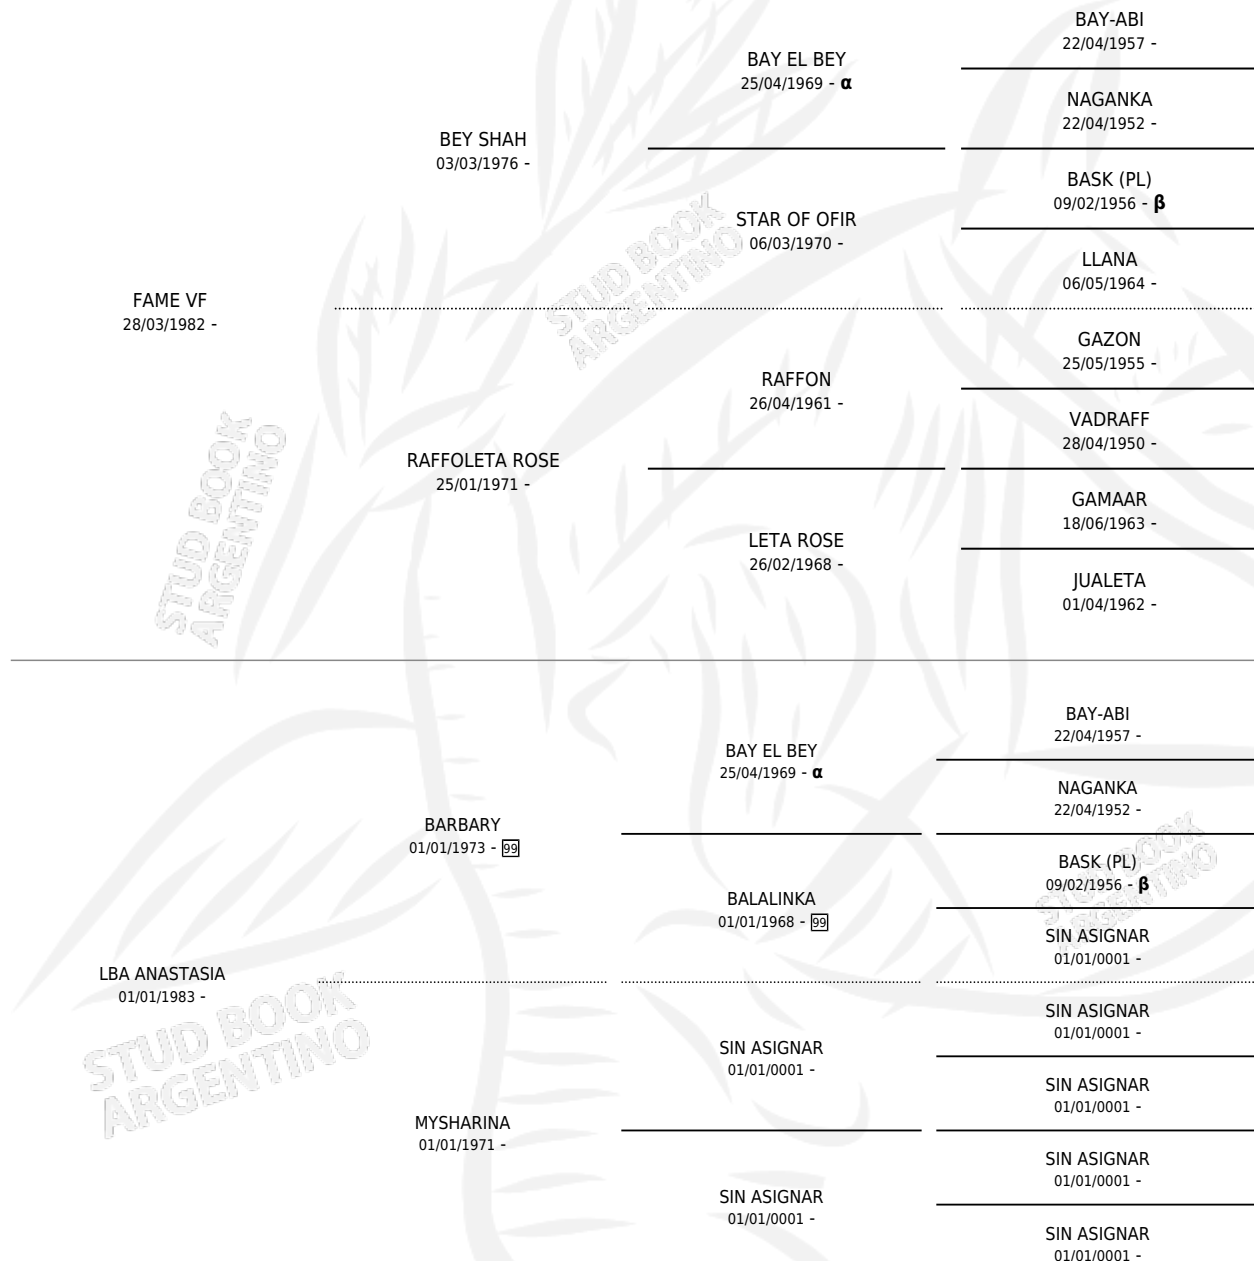 BAY-ABI
22/04/1957 -
BAY EL BEY
25/04/1969 - α
NAGANKA
22/04/1952 -
BEY SHAH
03/03/1976 -
BASK (PL)
09/02/1956 - β
STAR OF OFIR
06/03/1970 -
LLANA
06/05/1964 -
FAME VF
28/03/1982 -
GAZON
25/05/1955 -
RAFFON
26/04/1961 -
VADRAFF
28/04/1950 -
RAFFOLETA ROSE
25/01/1971 -
GAMAAR
18/06/1963 -
LETA ROSE
26/02/1968 -
JUALETA
01/04/1962 -
BAY-ABI
22/04/1957 -
BAY EL BEY
25/04/1969 - α
NAGANKA
22/04/1952 -
BARBARY
01/01/1973 - 99
BASK (PL)
09/02/1956 - β
BALALINKA
01/01/1968 - 99
SIN ASIGNAR
01/01/0001 -
LBA ANASTASIA
01/01/1983 -
SIN ASIGNAR
01/01/0001 -
SIN ASIGNAR
01/01/0001 -
SIN ASIGNAR
01/01/0001 -
MYSHARINA
01/01/1971 -
SIN ASIGNAR
01/01/0001 -
SIN ASIGNAR
01/01/0001 -
SIN ASIGNAR
01/01/0001 -
STUD BOOK
ARGENTINO
STUD BOOK
ARGENTINO
STUD BOOK
ARGENTINO
STUD BOOK
ARGENTINO